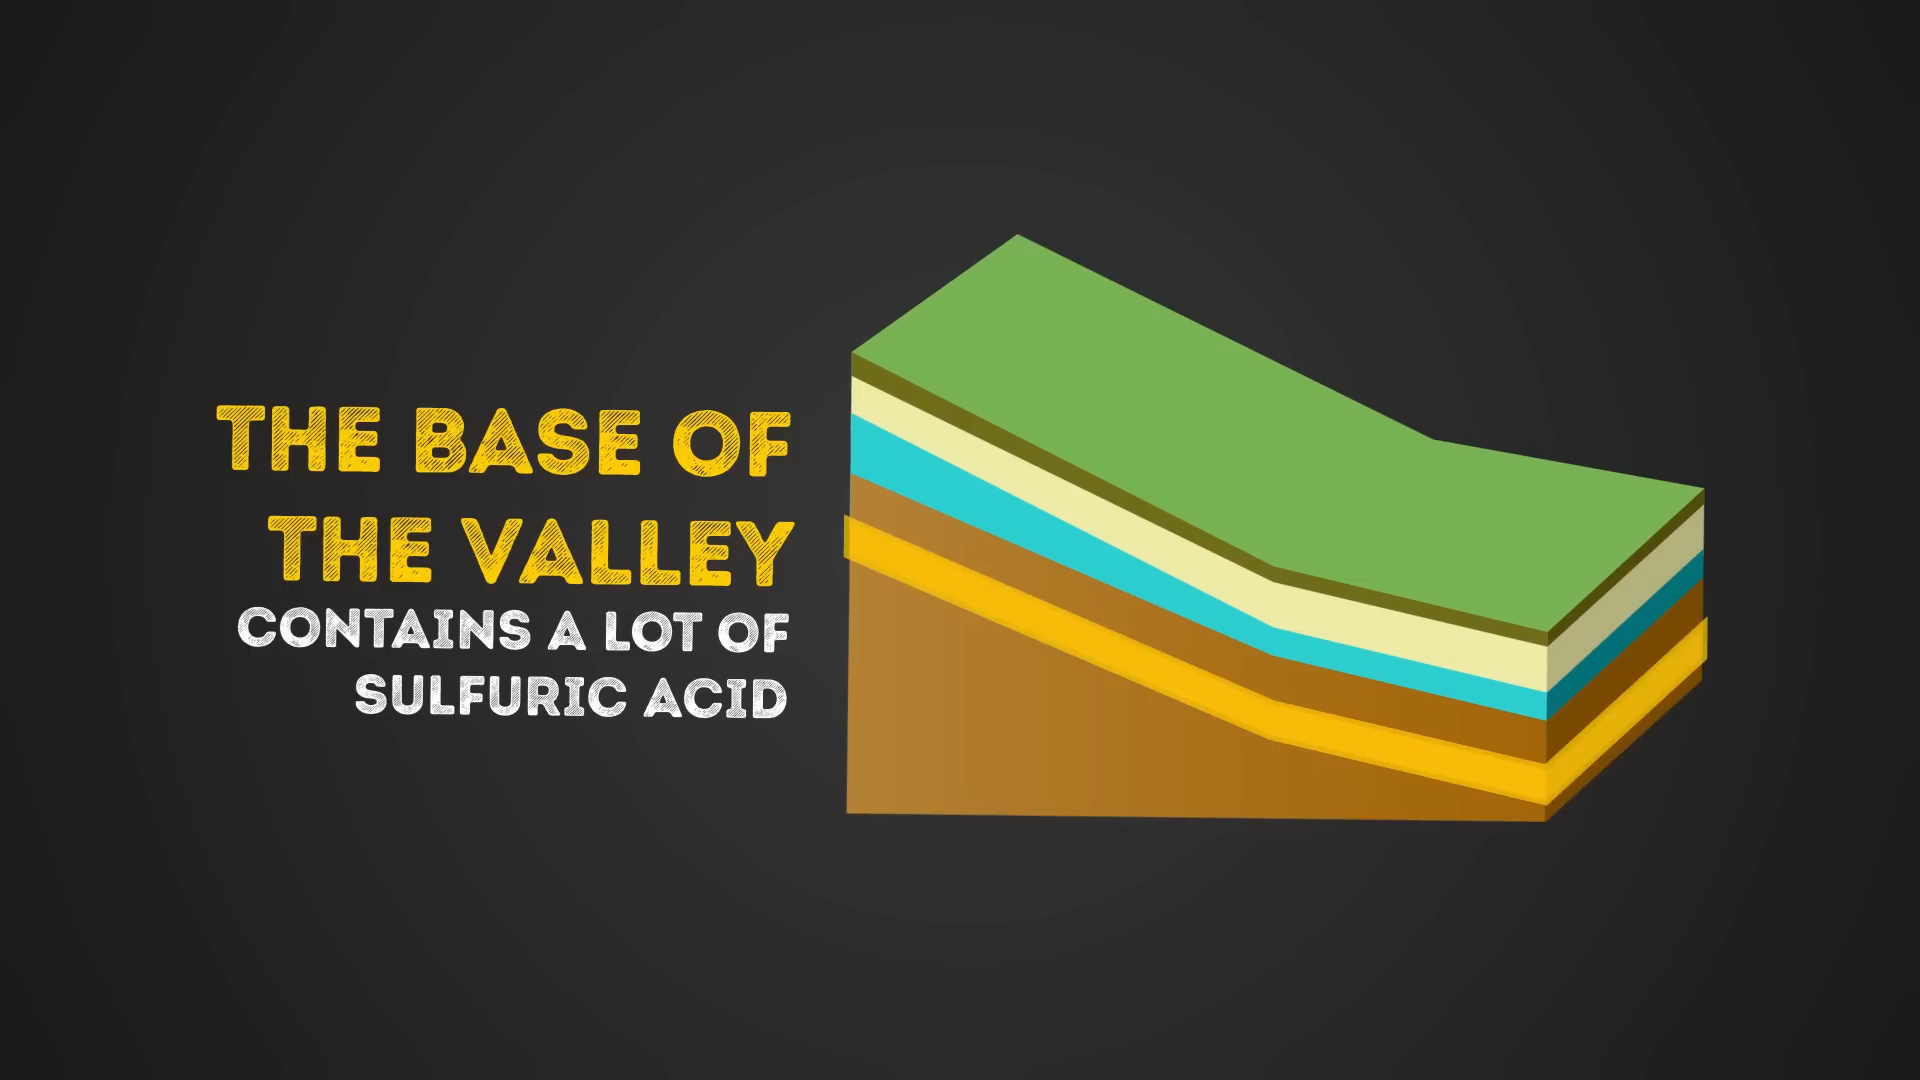 THE BASE OF
THE VALLEY
CONTAINS A LOT OF
SULFURIC ACID